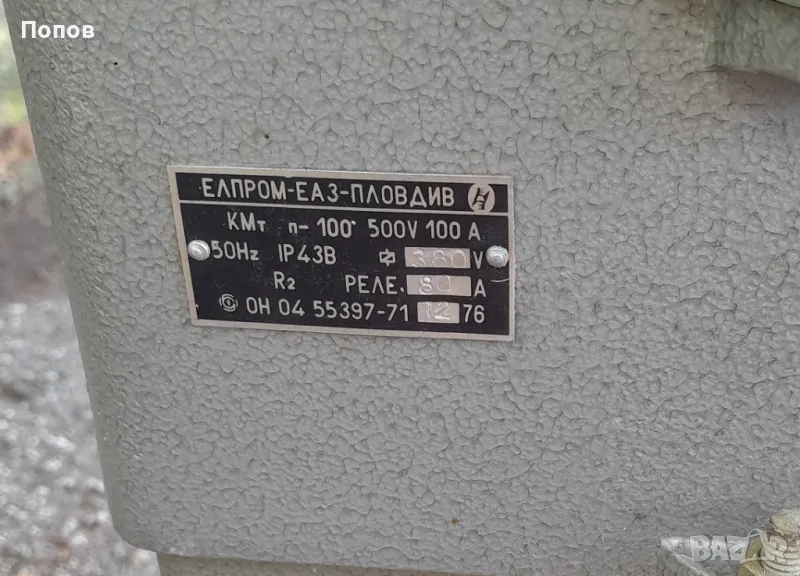 Попов
ЕЛПРОМ-ЕАЗ-ПЛОВДИВ
КМт п- 100° 500V 100 A
50Hz IP43B 380 V
R2 РЕЛЕ. 80 A
ОН 04 55397-71 12 76
BAZAR